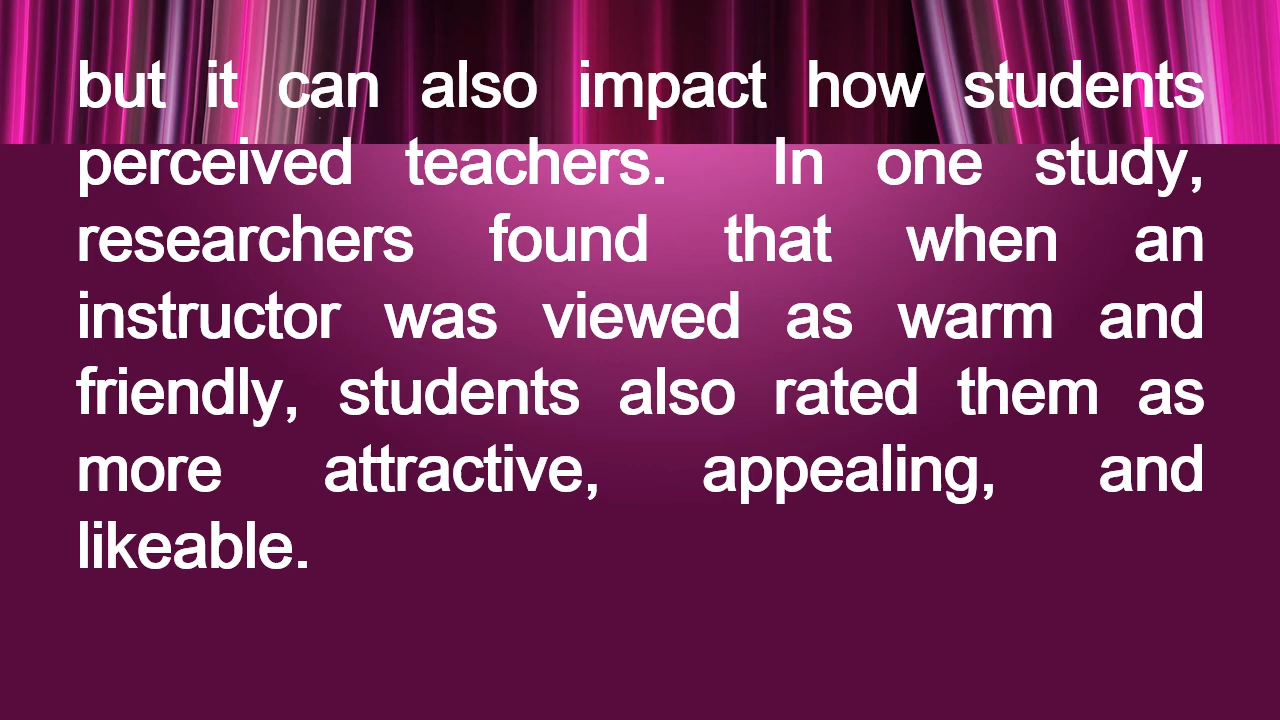 but it can also impact how students
perceived teachers. In one study,
researchers found that when an
instructor was viewed as warm and
friendly, students also rated them as
more attractive, appealing, and
likeable.